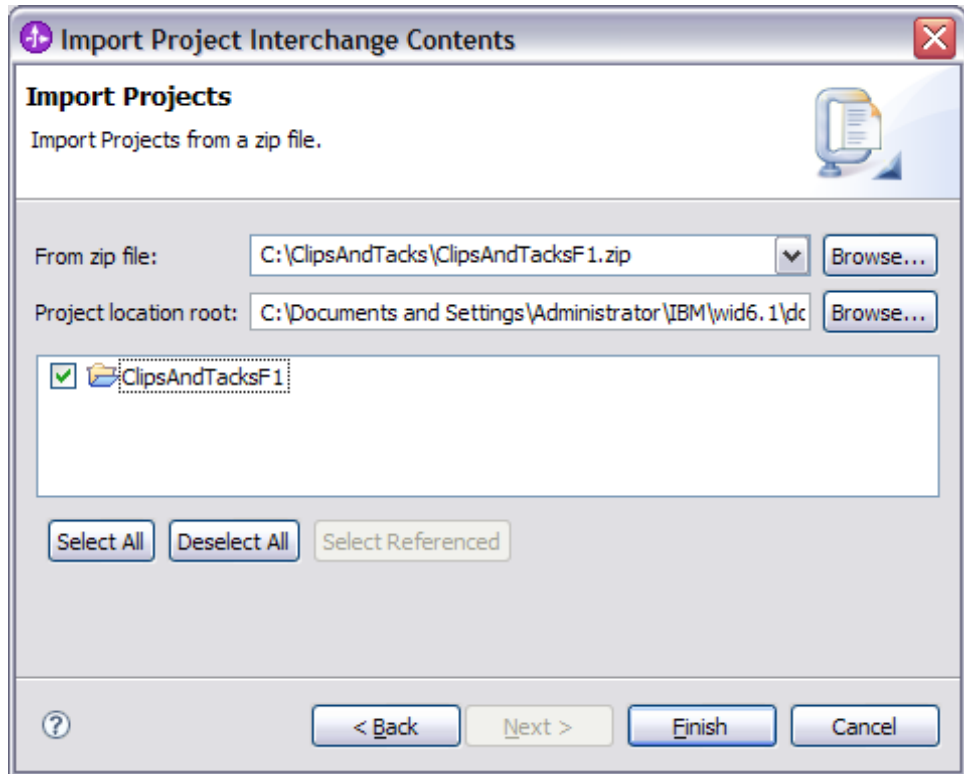 Import Project Interchange Contents
Import Projects
Import Projects from a zip file.
From zip file: C:\ClipsAndTacks\ClipsAndTacksF1.zip Browse...
Project location root: C:\Documents and Settings\Administrator\IBM\wid6.1\dc Browse...
ClipsAndTacksF1
Select All Deselect All Select Referenced
? < Back Next > Finish Cancel